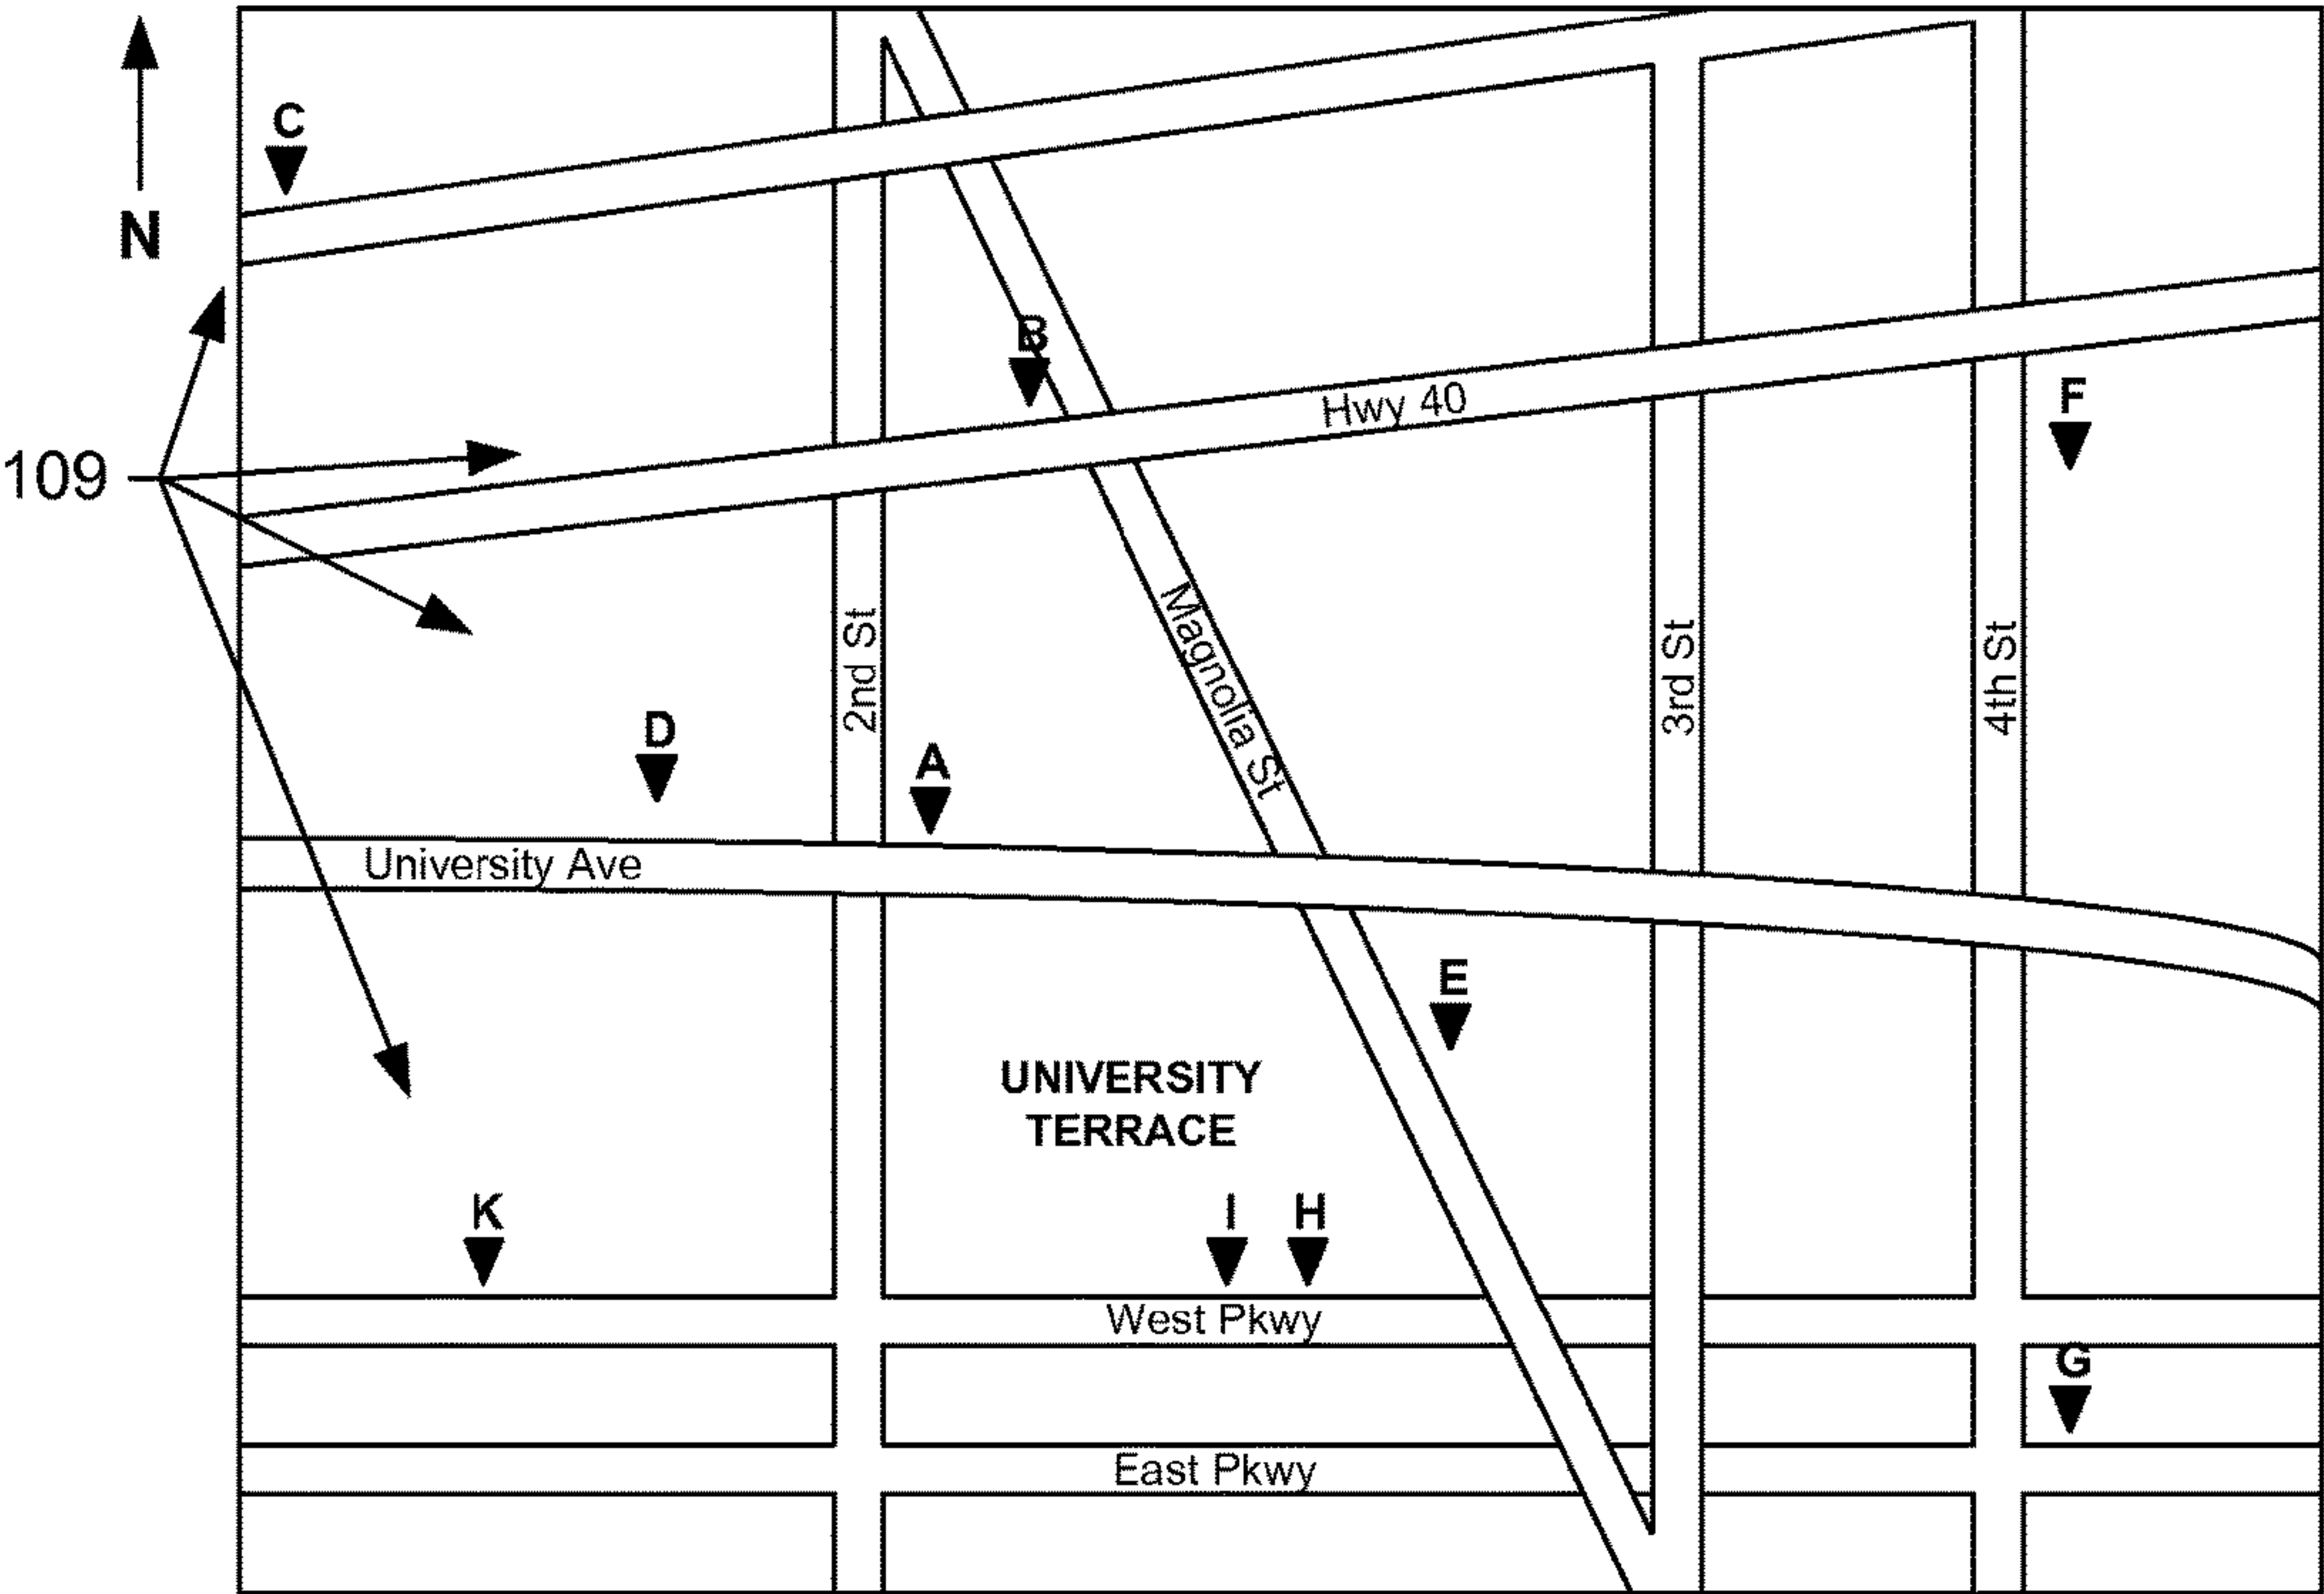 C
N
B
Hwy 40
F
109
2nd St
Magnolia St
3rd St
4th St
D
A
University Ave
E
UNIVERSITY
TERRACE
K
I
H
West Pkwy
G
East Pkwy